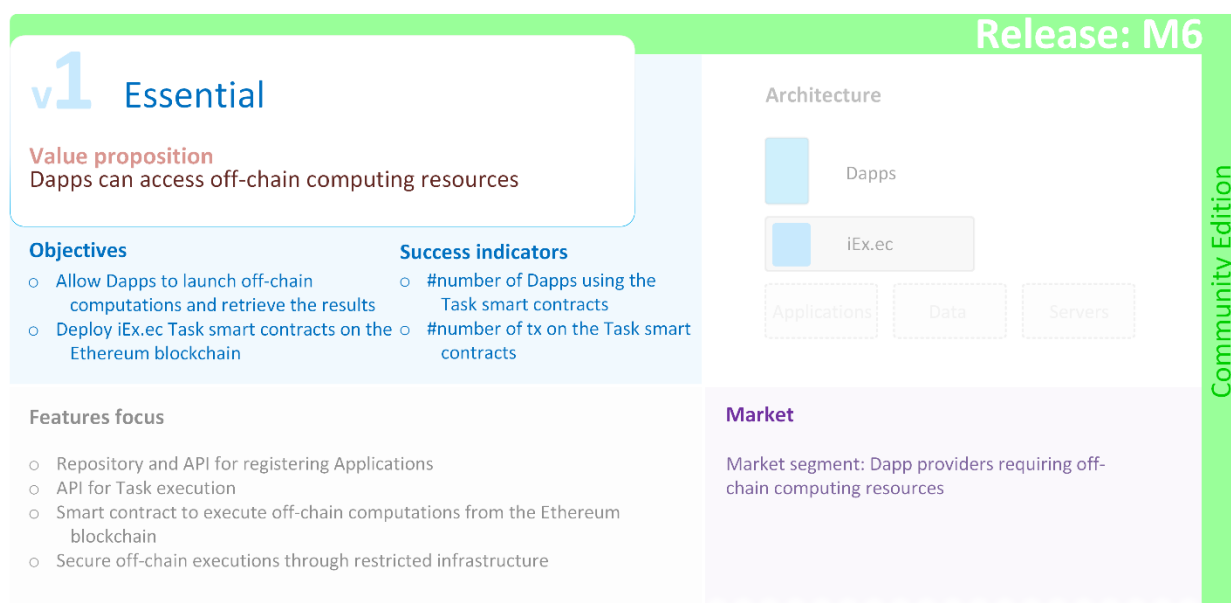 Release: M6
v1 Essential
Value proposition
Dapps can access off-chain computing resources
Objectives
○ Allow Dapps to launch off-chain
computations and retrieve the results
○ Deploy iEx.ec Task smart contracts on the
Ethereum blockchain
Success indicators
○ #number of Dapps using the
Task smart contracts
○ #number of tx on the Task smart
contracts
Architecture
Dapps
iEx.ec
Applications
Data
Servers
Community Edition
Features focus
○ Repository and API for registering Applications
○ API for Task execution
○ Smart contract to execute off-chain computations from the Ethereum
blockchain
○ Secure off-chain executions through restricted infrastructure
Market
Market segment: Dapp providers requiring off-
chain computing resources